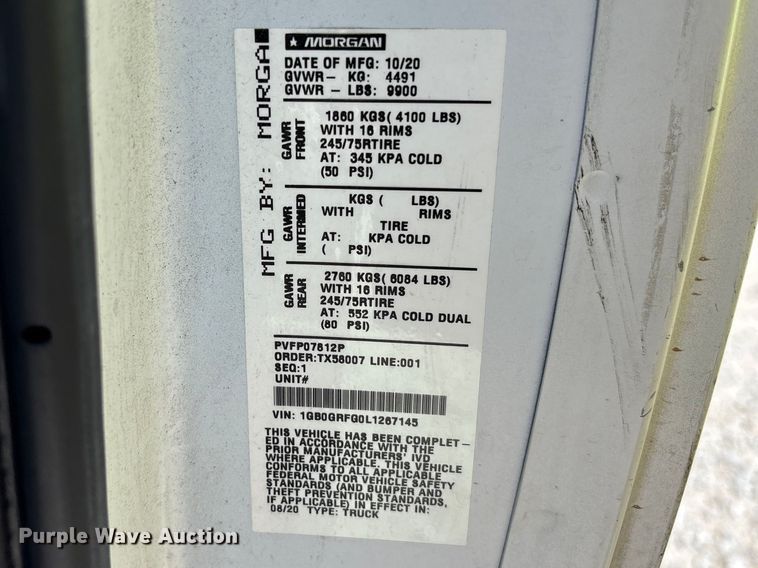 ★ MORGAN
DATE OF MFG: 10/20
GVWR- KG: 4491
GVWR- LBS: 9900
MFG BY: MORGA
GAWR FRONT
1860 KGS( 4100 LBS)
WITH 16 RIMS
245/75RTIRE
AT: 345 KPA COLD
(50 PSI)
GAWR INTERMED
KGS ( LBS)
WITH RIMS
TIRE
AT: KPA COLD
( PSI)
GAWR REAR
2760 KGS( 6084 LBS)
WITH 16 RIMS
245/75RTIRE
AT: 552 KPA COLD DUAL
(80 PSI)
PVFP07812P
ORDER:TX58007 LINE:001
SEQ:1
UNIT#
VIN: 1GB0GRFG0L1267145
THIS VEHICLE HAS BEEN COMPLET-
ED IN ACCORDANCE WITH THE
PRIOR MANUFACTURERS' IVD
WHERE APPLICABLE. THIS VEHICLE
CONFORMS TO ALL APPLICABLE
FEDERAL MOTOR VEHICLE SAFETY
STANDARDS (AND BUMPER AND
THEFT PREVENTION STANDARDS,
IF APPLICABLE) IN EFFECT IN:
08/20 TYPE: TRUCK
Purple Wave Auction